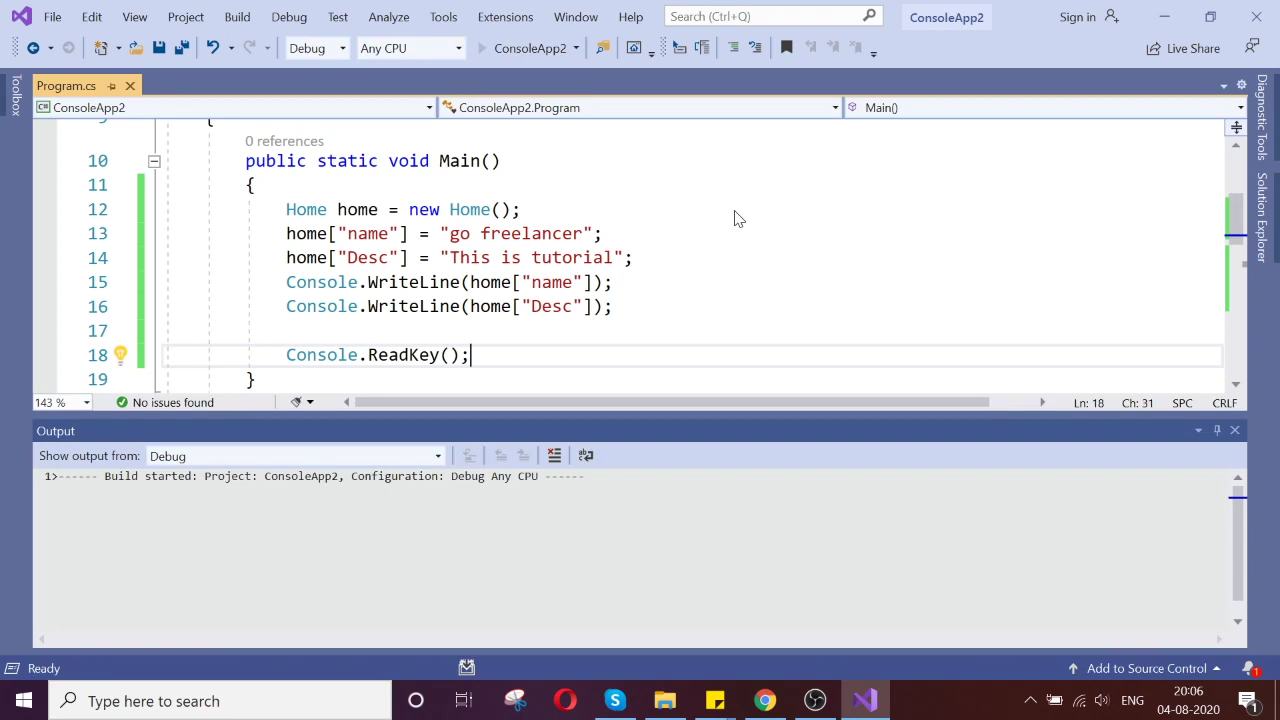 File Edit View Project Build Debug Test Analyze Tools Extensions Window Help Search (Ctrl+Q) ConsoleApp2 Sign in
Debug Any CPU ConsoleApp2 Live Share
Toolbox
Program.cs
ConsoleApp2 ConsoleApp2.Program Main()
9 {
0 references
10 public static void Main()
11 {
12 Home home = new Home();
13 home["name"] = "go freelancer";
14 home["Desc"] = "This is tutorial";
15 Console.WriteLine(home["name"]);
16 Console.WriteLine(home["Desc"]);
17
18 Console.ReadKey();
19 }
143 % No issues found Ln: 18 Ch: 31 SPC CRLF
Diagnostic Tools
Solution Explorer
Output
Show output from: Debug
1>------ Build started: Project: ConsoleApp2, Configuration: Debug Any CPU ------
Ready Add to Source Control 1
Type here to search ENG 20:06 1
04-08-2020